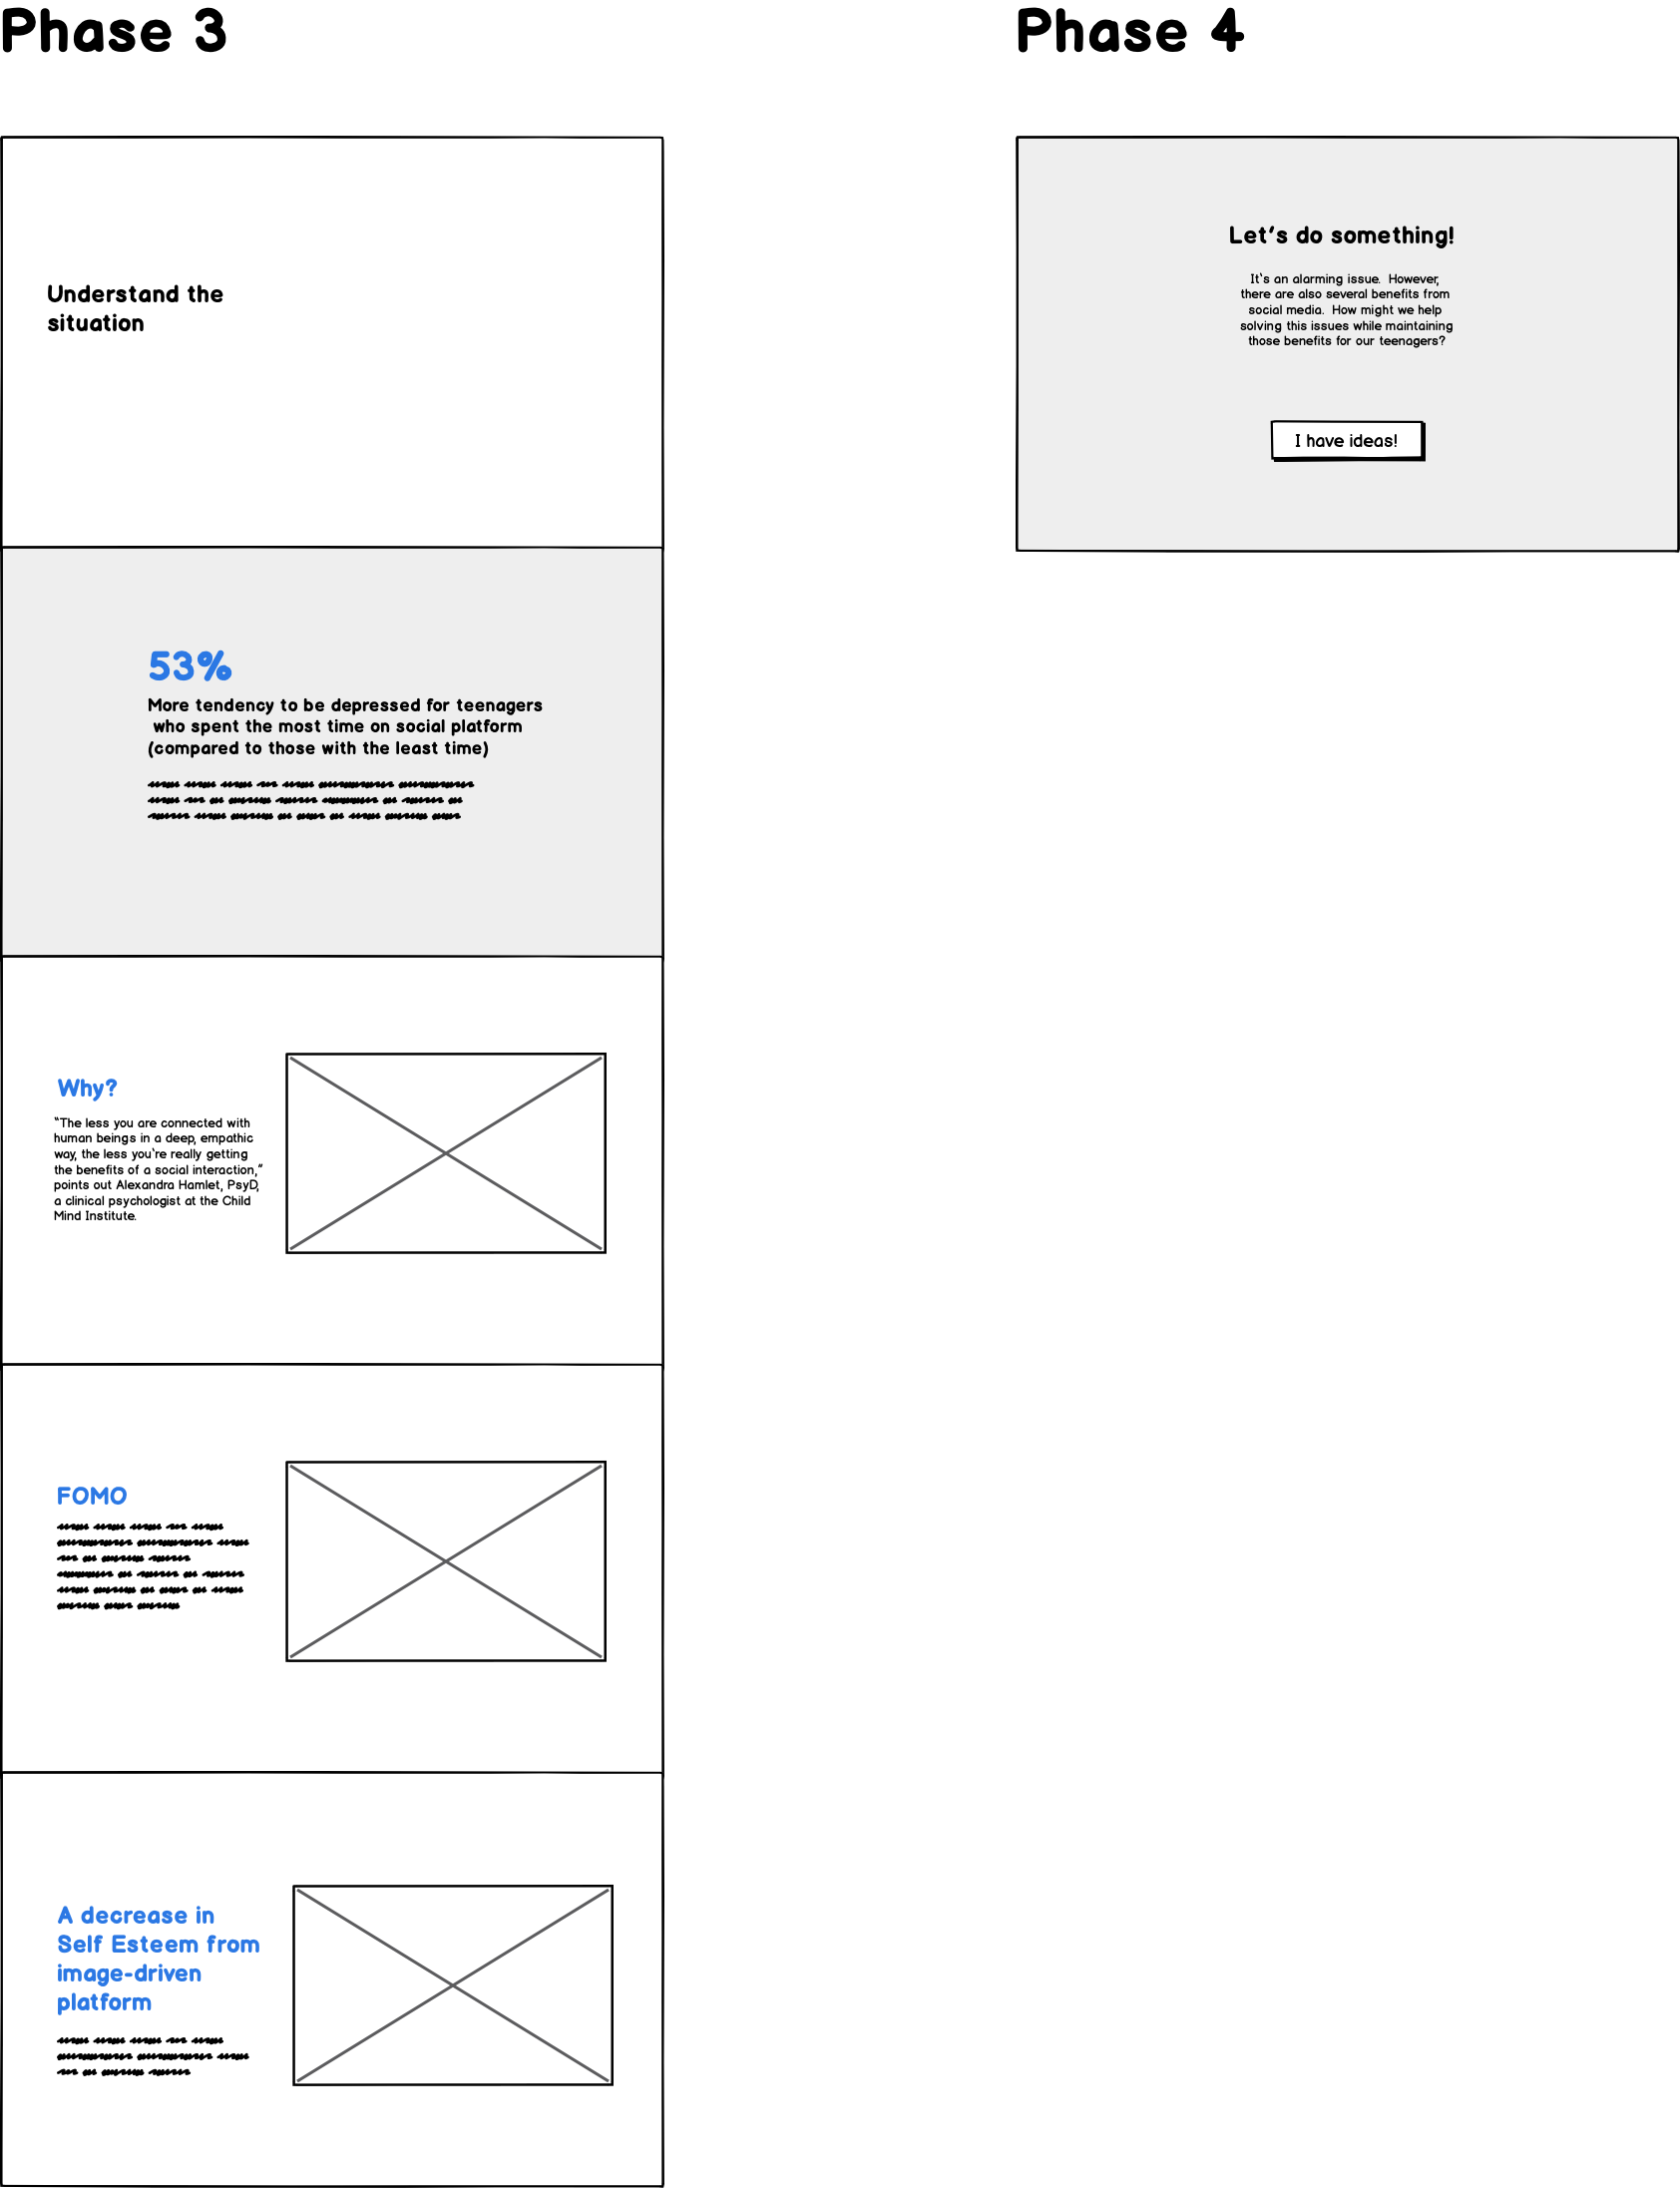 Phase 3
Understand the
situation
53%
More tendency to be depressed for teenagers
who spent the most time on social platform
(compared to those with the least time)
Why?
"The less you are connected with
human beings in a deep, empathic
way, the less you're really getting
the benefits of a social interaction,"
points out Alexandra Hamlet, PsyD,
a clinical psychologist at the Child
Mind Institute.
FOMO
A decrease in
Self Esteem from
image-driven
platform
Phase 4
Let's do something!
It's an alarming issue. However,
there are also several benefits from
social media. How might we help
solving this issues while maintaining
those benefits for our teenagers?
I have ideas!